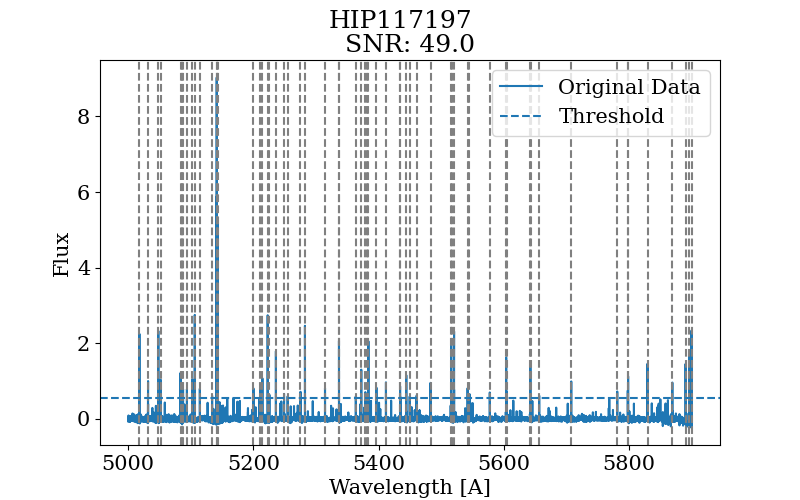 HIP117197
SNR: 49.0
Original Data
Threshold
Flux
8
6
4
2
0
5000 5200 5400 5600 5800
Wavelength [A]